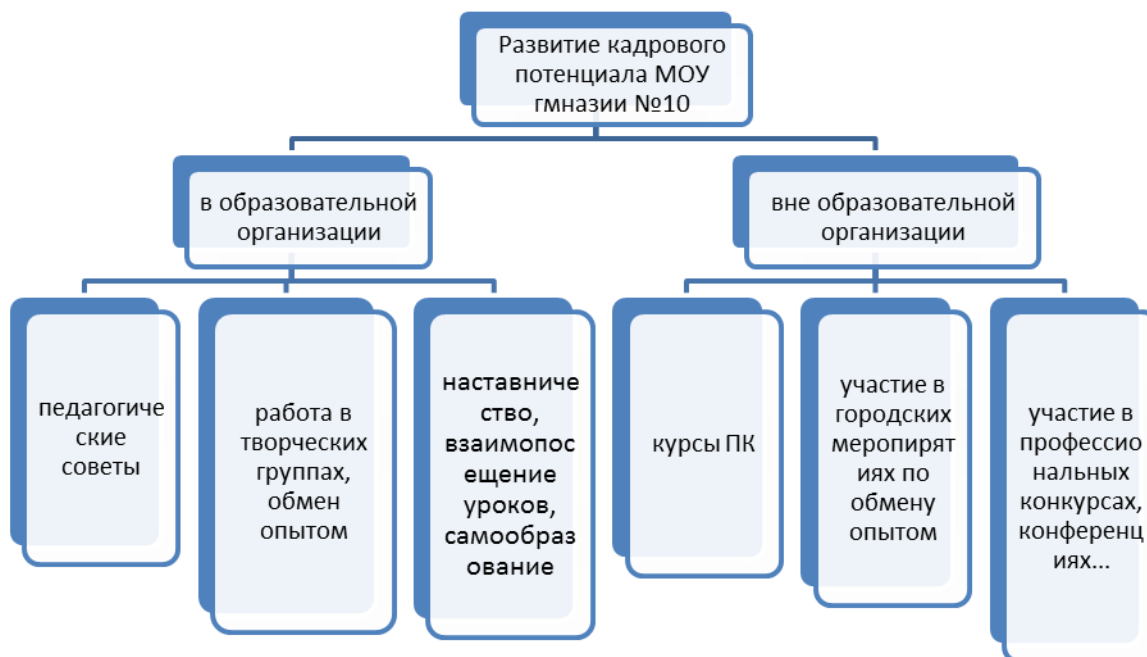 Развитие кадрового
потенциала МОУ
гмназии №10
в образовательной
организации
вне образовательной
организации
педагогиче
ские
советы
работа в
творческих
группах,
обмен
опытом
наставниче
ство,
взаимопос
ещение
уроков,
самообраз
ование
курсы ПК
участие в
городских
меропирят
иях по
обмену
опытом
участие в
профессио
нальных
конкурсах,
конференц
иях...